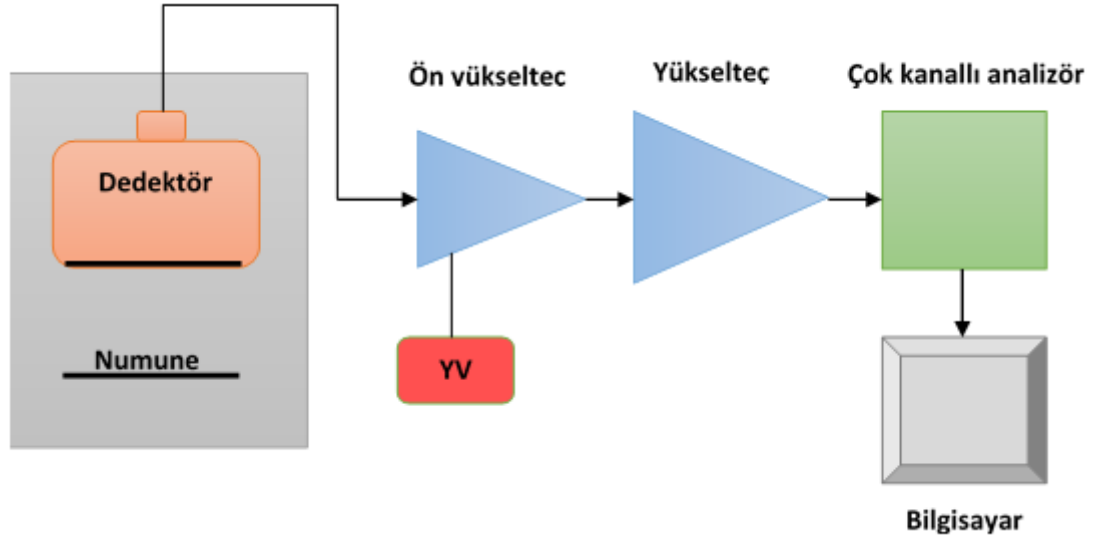 Ön vükseltec
Yükselteç
Çok kanallı analizör
Dedektör
Numune
YV
Bilgisayar